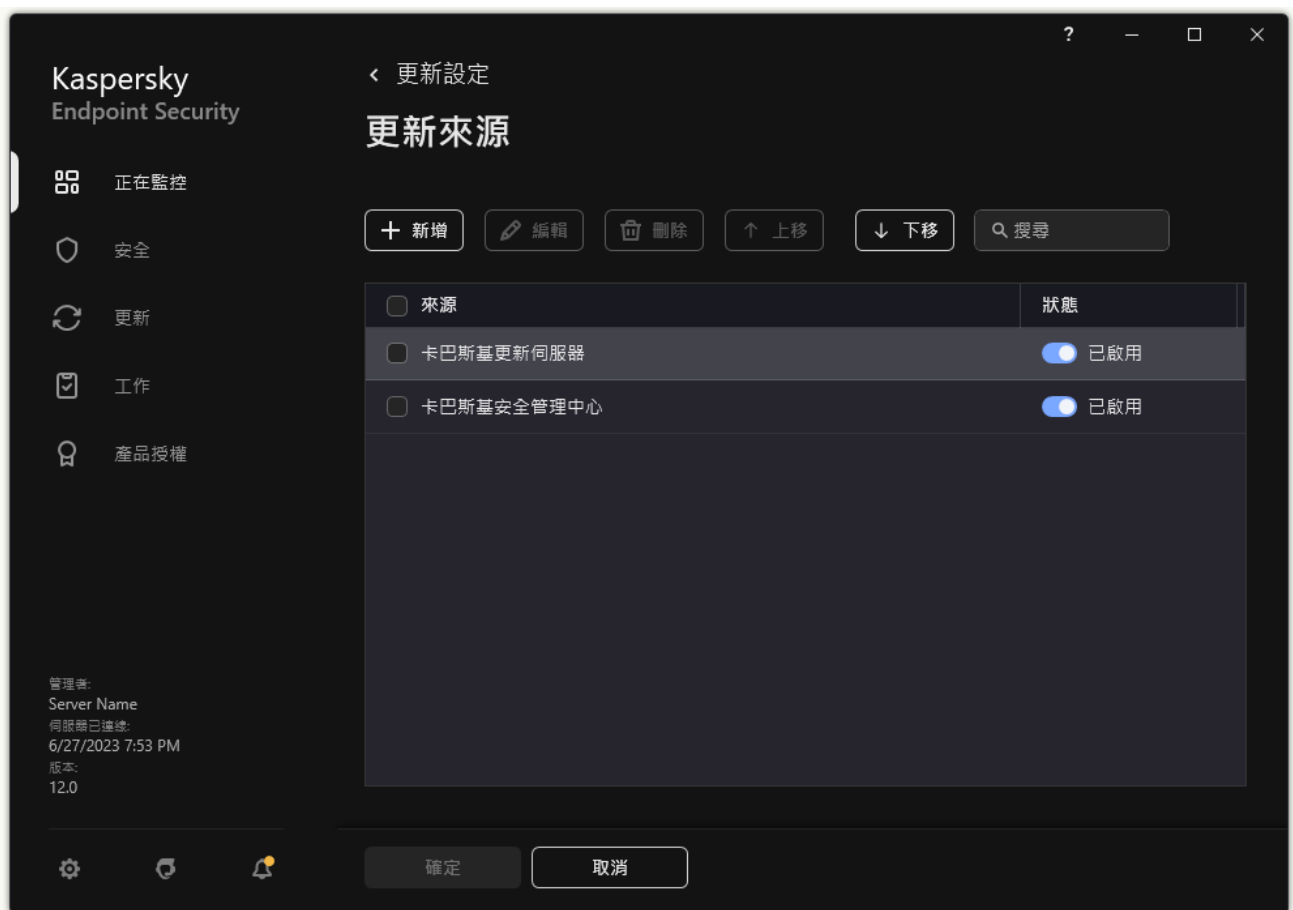 ?
Kaspersky
Endpoint Security
正在監控
安全
更新
工作
產品授權
管理者:
Server Name
伺服器已連線:
6/27/2023 7:53 PM
版本:
12.0
更新設定
更新來源
新增
編輯
刪除
上移
下移
搜尋
來源 狀態
卡巴斯基更新伺服器 已啟用
卡巴斯基安全管理中心 已啟用
確定 取消